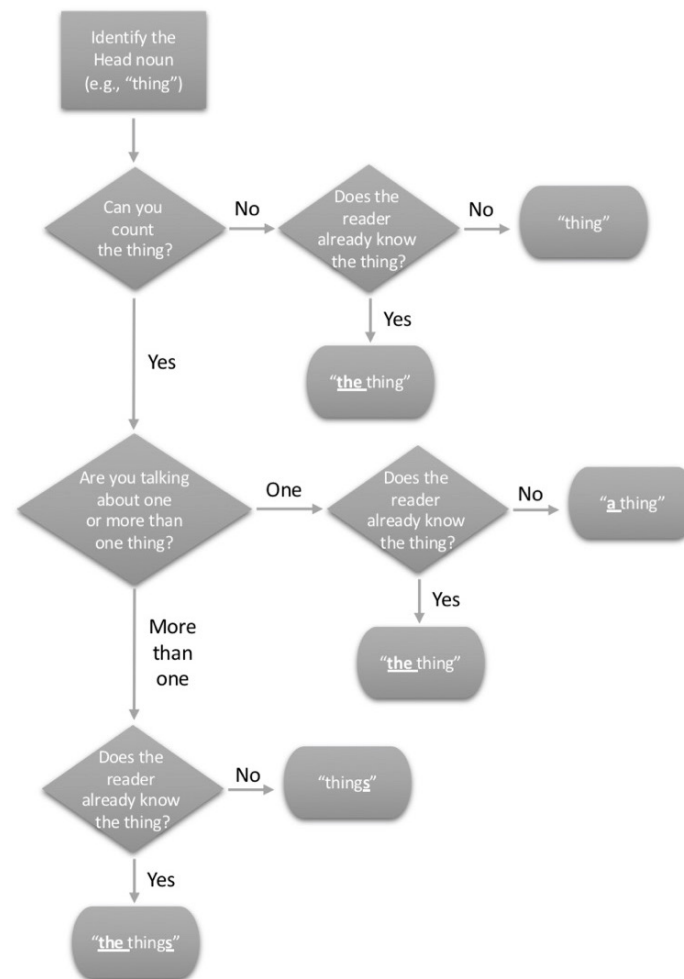 Identify the
Head noun
(e.g., “thing”)
Can you
count
the thing?
No
Does the
reader
already know
the thing?
No
“thing”
Yes
“the thing”
Yes
Are you talking
about one
or more than
one thing?
One
Does the
reader
already know
the thing?
No
“a thing”
Yes
“the thing”
More
than
one
Does the
reader
already know
the thing?
No
“things”
Yes
“the things”